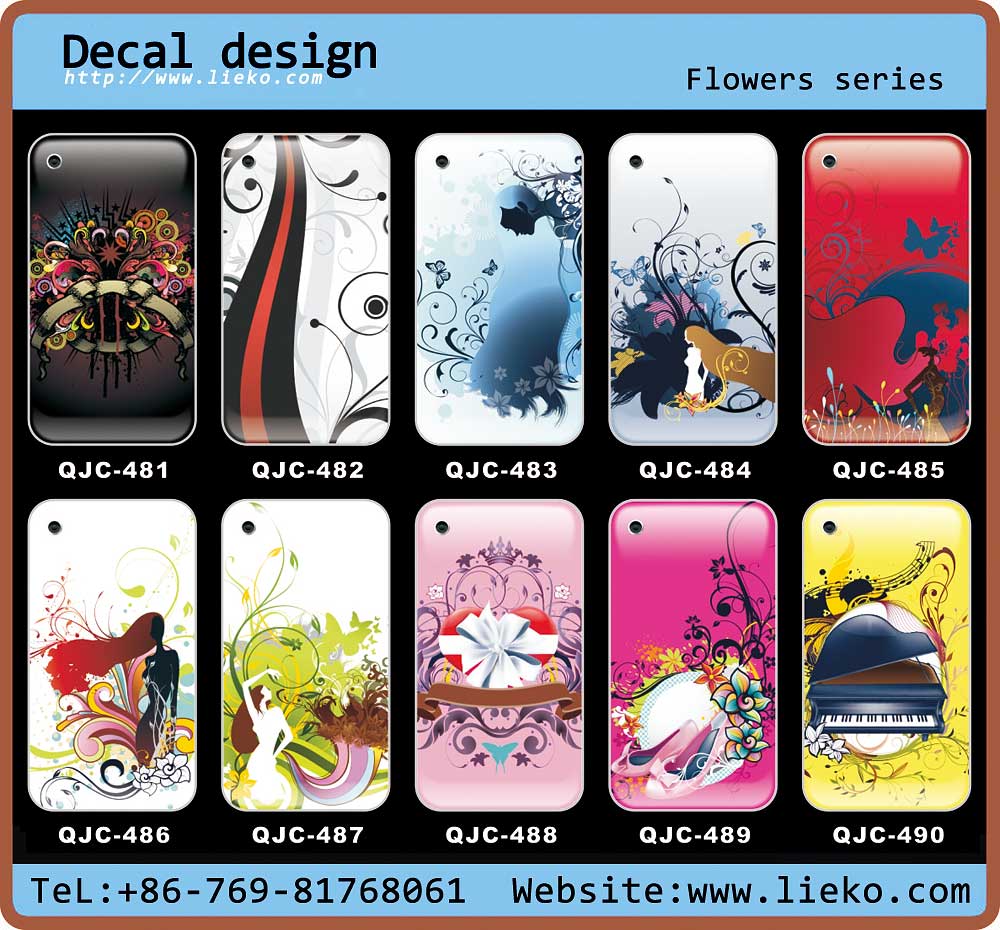 Decal design
http://www.lieko.com
Flowers series
QJC-481 QJC-482 QJC-483 QJC-484 QJC-485
QJC-486 QJC-487 QJC-488 QJC-489 QJC-490
TeL:+86-769-81768061 Website:www.lieko.com